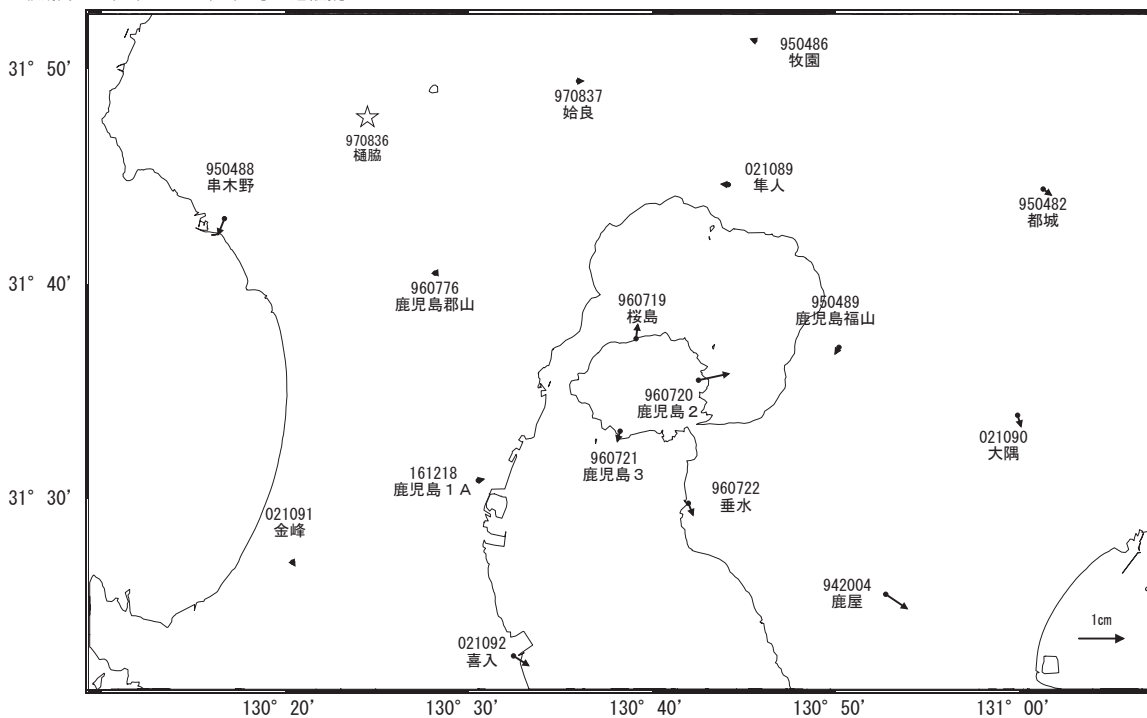 31° 50'
31° 40'
31° 30'
950486
牧園
970837
姶良
970836
樋脇
950488
串木野
021089
隼人
950482
都城
960776
鹿児島郡山
960719
桜島
950489
鹿児島福山
960720
鹿児島2
960721
鹿児島3
021090
大隅
161218
鹿児島1A
960722
垂水
021091
金峰
942004
鹿屋
021092
喜入
1cm
130° 20'
130° 30'
130° 40'
130° 50'
131° 00'